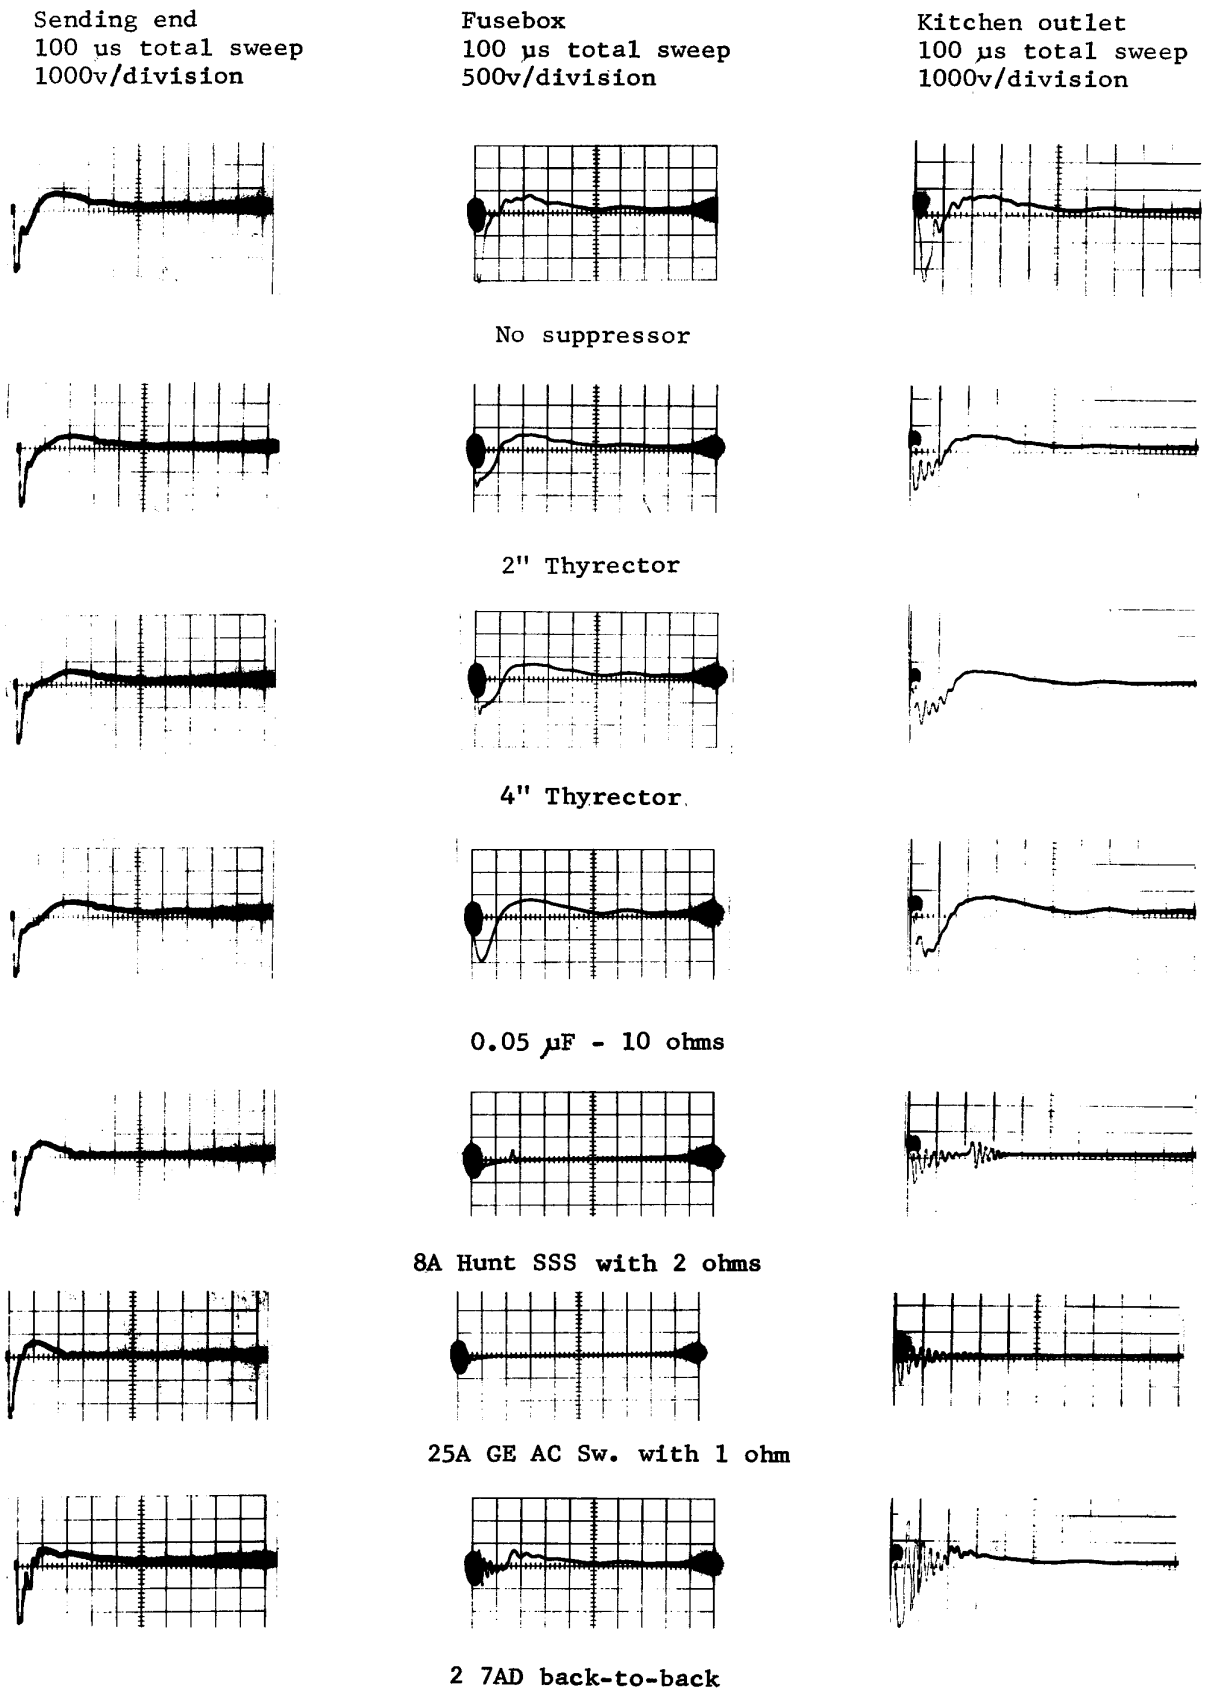 Sending end
100 µs total sweep
1000v/division
Fusebox
100 µs total sweep
500v/division
Kitchen outlet
100 µs total sweep
1000v/division
No suppressor
2" Thyrector
4" Thyrector
0.05 µF - 10 ohms
8A Hunt SSS with 2 ohms
25A GE AC Sw. with 1 ohm
2 7AD back-to-back